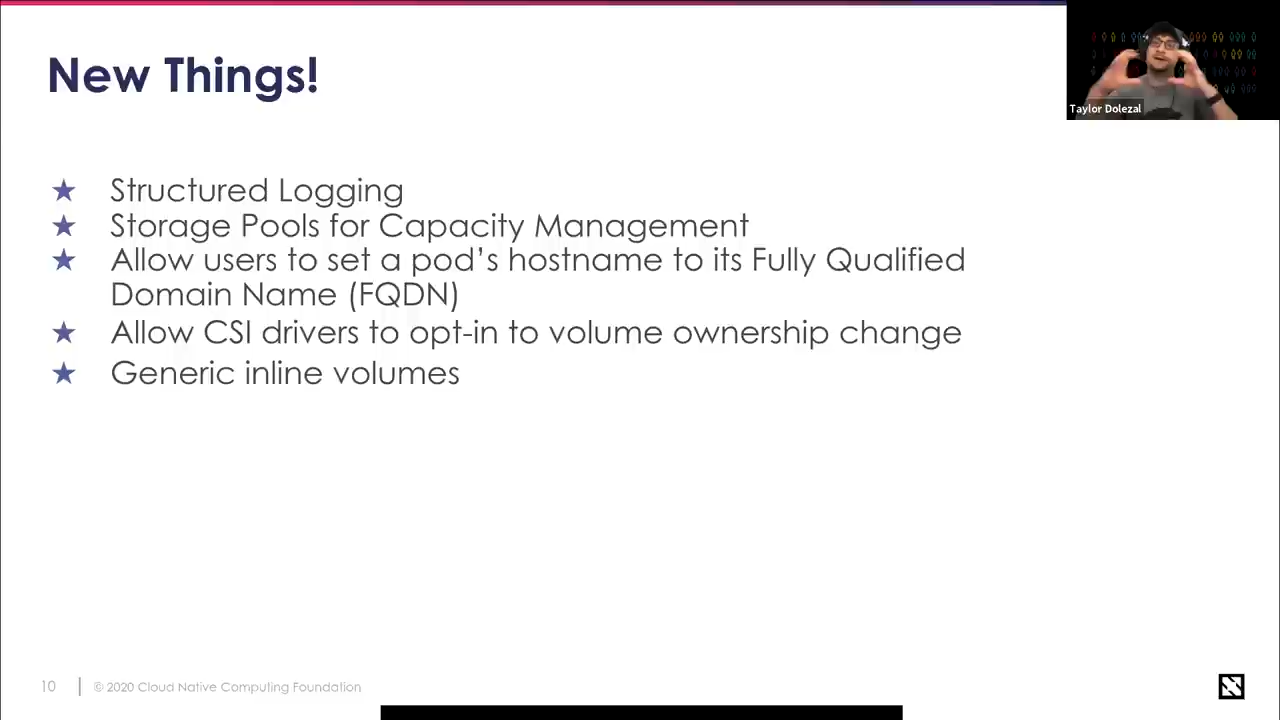 New Things!
Taylor Dolezal
★ Structured Logging
★ Storage Pools for Capacity Management
★ Allow users to set a pod’s hostname to its Fully Qualified
Domain Name (FQDN)
★ Allow CSI drivers to opt-in to volume ownership change
★ Generic inline volumes
10
© 2020 Cloud Native Computing Foundation